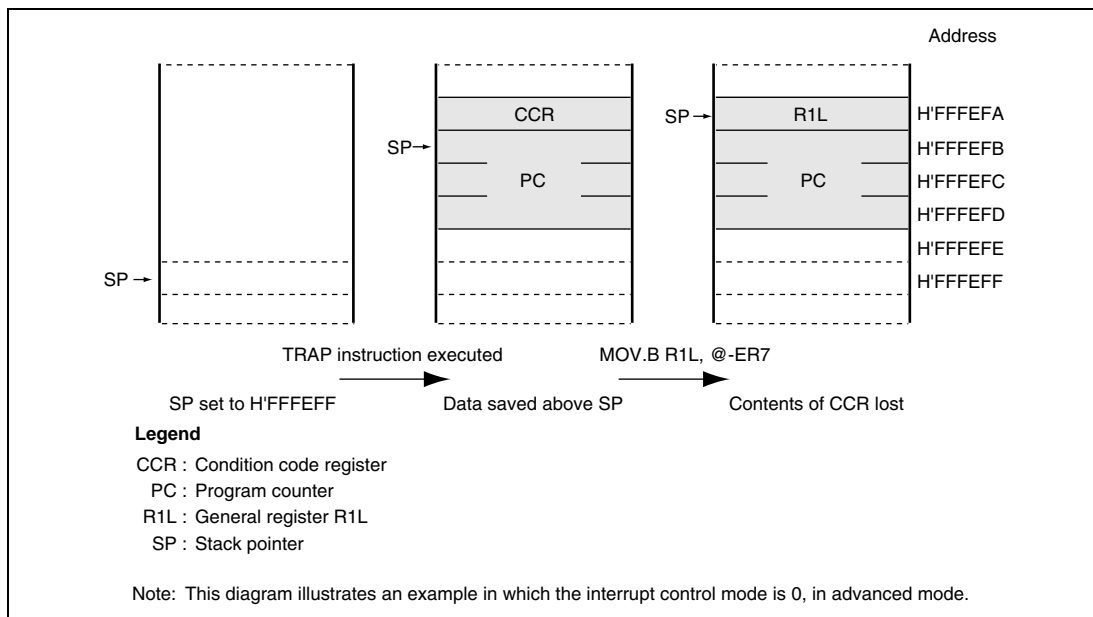 Address
CCR
SP
R1L
H'FFFEFA
SP
H'FFFEFB
PC
PC
H'FFFEFC
H'FFFEFD
H'FFFEFE
SP
H'FFFEFF
TRAP instruction executed
MOV.B R1L, @-ER7
SP set to H'FFFEFF
Data saved above SP
Contents of CCR lost
Legend
CCR : Condition code register
PC : Program counter
R1L : General register R1L
SP : Stack pointer
Note: This diagram illustrates an example in which the interrupt control mode is 0, in advanced mode.